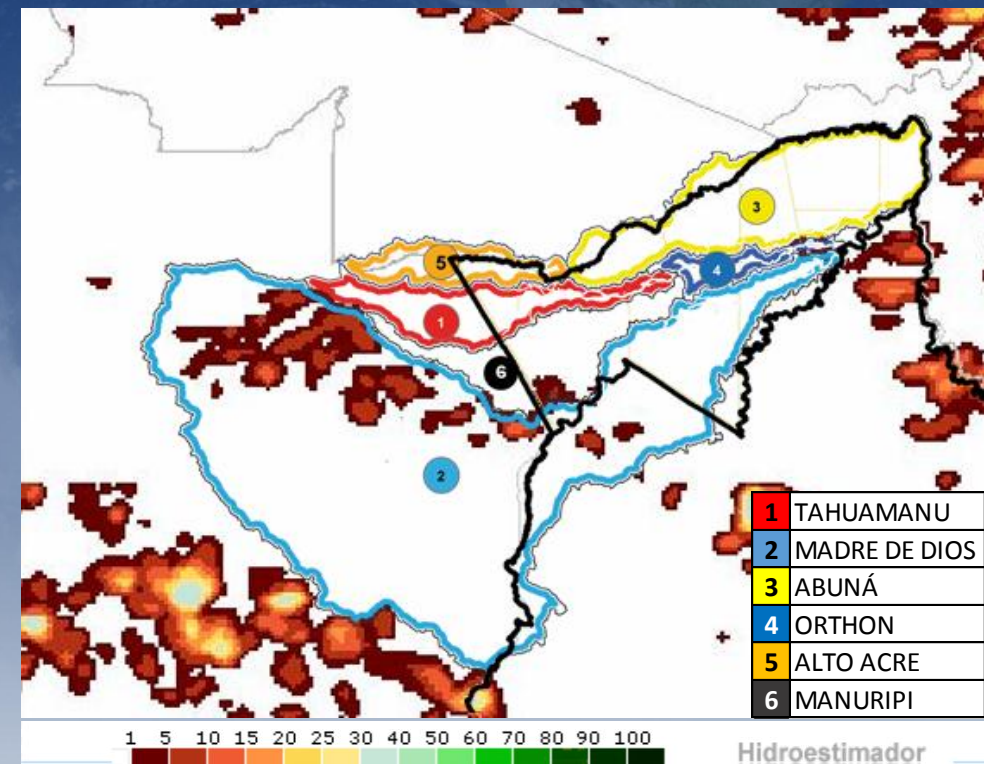 3
5
4
1
6
2
1 TAHUAMANU
2 MADRE DE DIOS
3 ABUNÁ
4 ORTHON
5 ALTO ACRE
6 MANURIPI
1 5 10 15 20 25 30 40 50 60 70 80 90 100
Hidroestimador